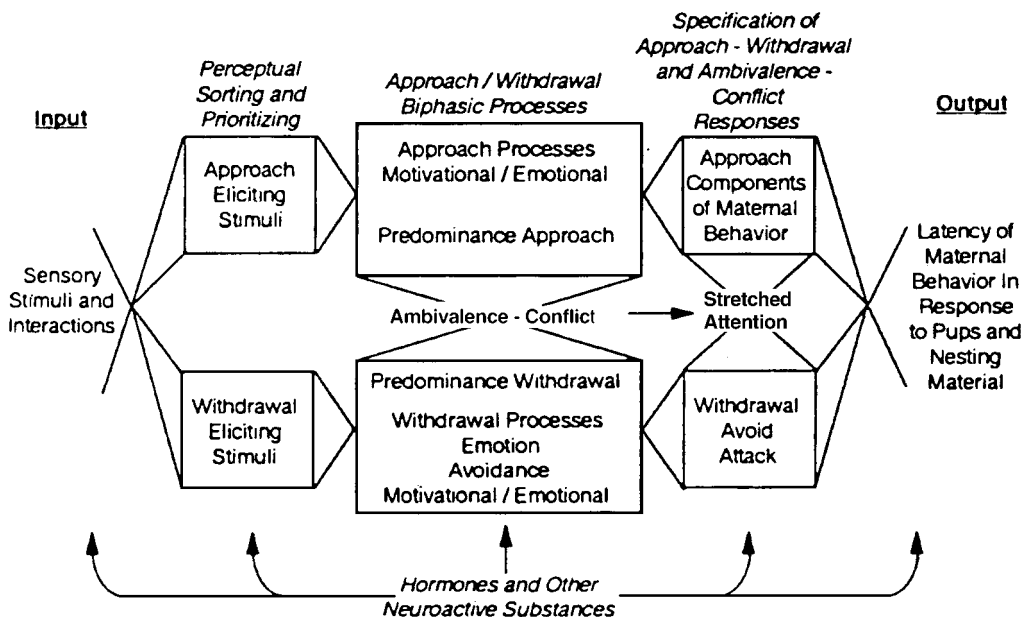 Input
Perceptual
Sorting and
Prioritizing
Approach / Withdrawal
Biphasic Processes
Specification of
Approach - Withdrawal
and Ambivalence -
Conflict
Responses
Output
Sensory
Stimuli and
Interactions
Approach
Eliciting
Stimuli
Withdrawal
Eliciting
Stimuli
Approach Processes
Motivational / Emotional
Predominance Approach
Ambivalence - Conflict
Predominance Withdrawal
Withdrawal Processes
Emotion
Avoidance
Motivational / Emotional
Approach
Components
of Maternal
Behavior
Stretched
Attention
Withdrawal
Avoid
Attack
Latency of
Maternal
Behavior In
Response
to Pups and
Nesting
Material
Hormones and Other
Neuroactive Substances